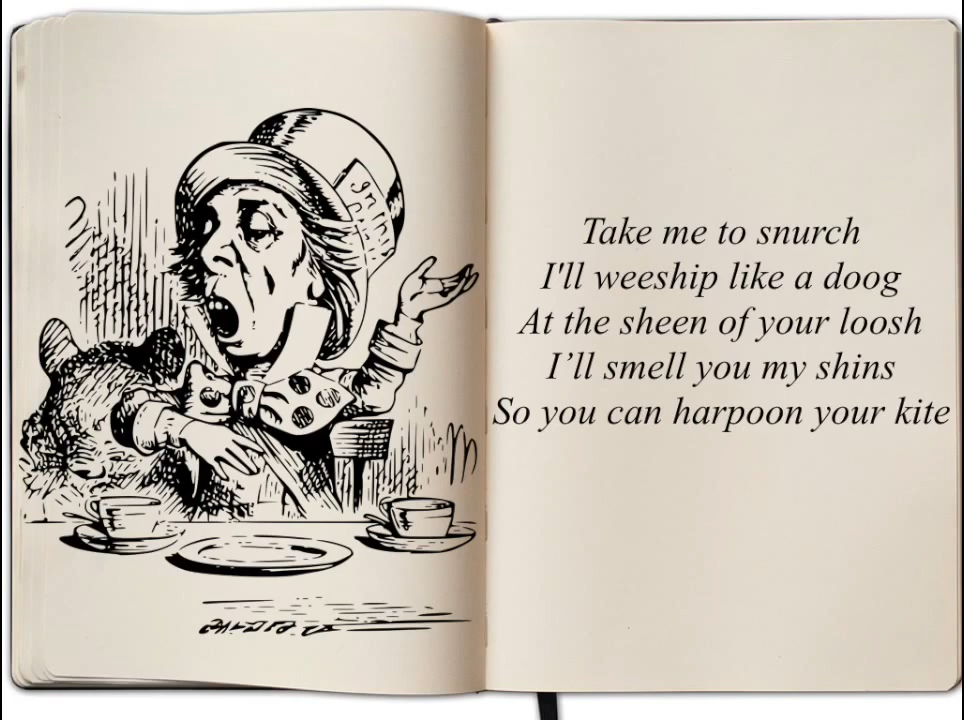 Take me to snurch
I'll weeship like a doog
At the sheen of your loosh
I’ll smell you my shins
So you can harpoon your kite